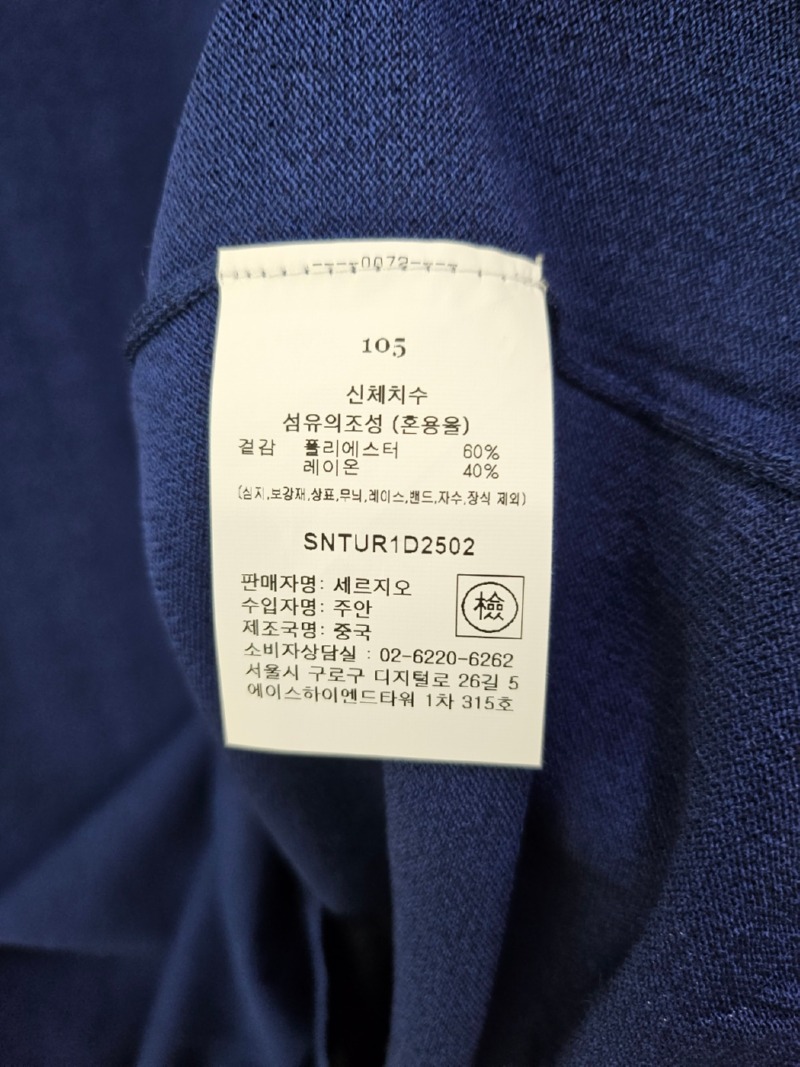 ----0072----
105
신체치수
섬유의조성 (혼용율)
겉감 폴리에스터 60%
레이온 40%
(심지,보강재,상표,무늬,레이스,밴드,자수,장식 제외)
SNTUR1D2502
판매자명: 세르지오
수입자명: 주안
檢
제조국명: 중국
소비자상담실 : 02-6220-6262
서울시 구로구 디지털로 26길 5
에이스하이엔드타워 1차 315호